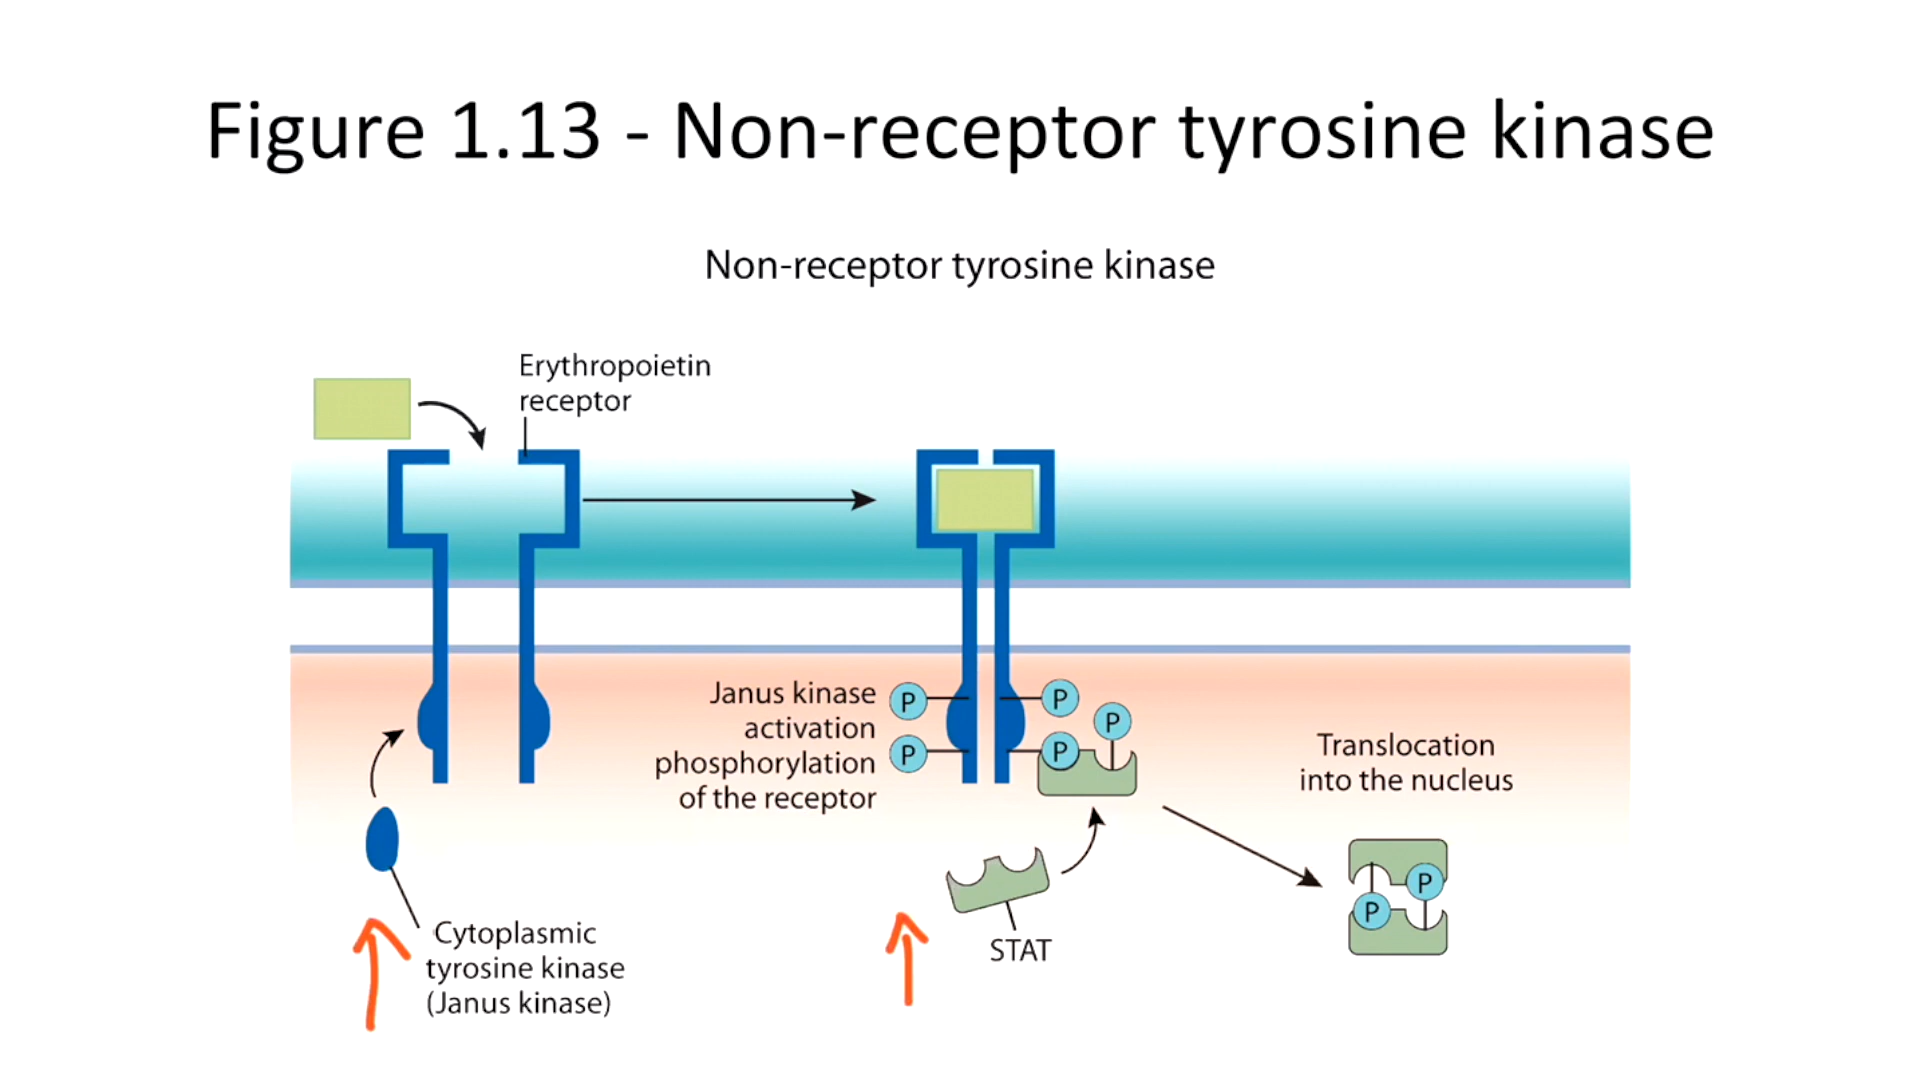 Figure 1.13 - Non-receptor tyrosine kinase
Non-receptor tyrosine kinase
Erythropoietin
receptor
Janus kinase
activation
phosphorylation
of the receptor
P
P
P
P
P
Translocation
into the nucleus
P
P
STAT
Cytoplasmic
tyrosine kinase
(Janus kinase)